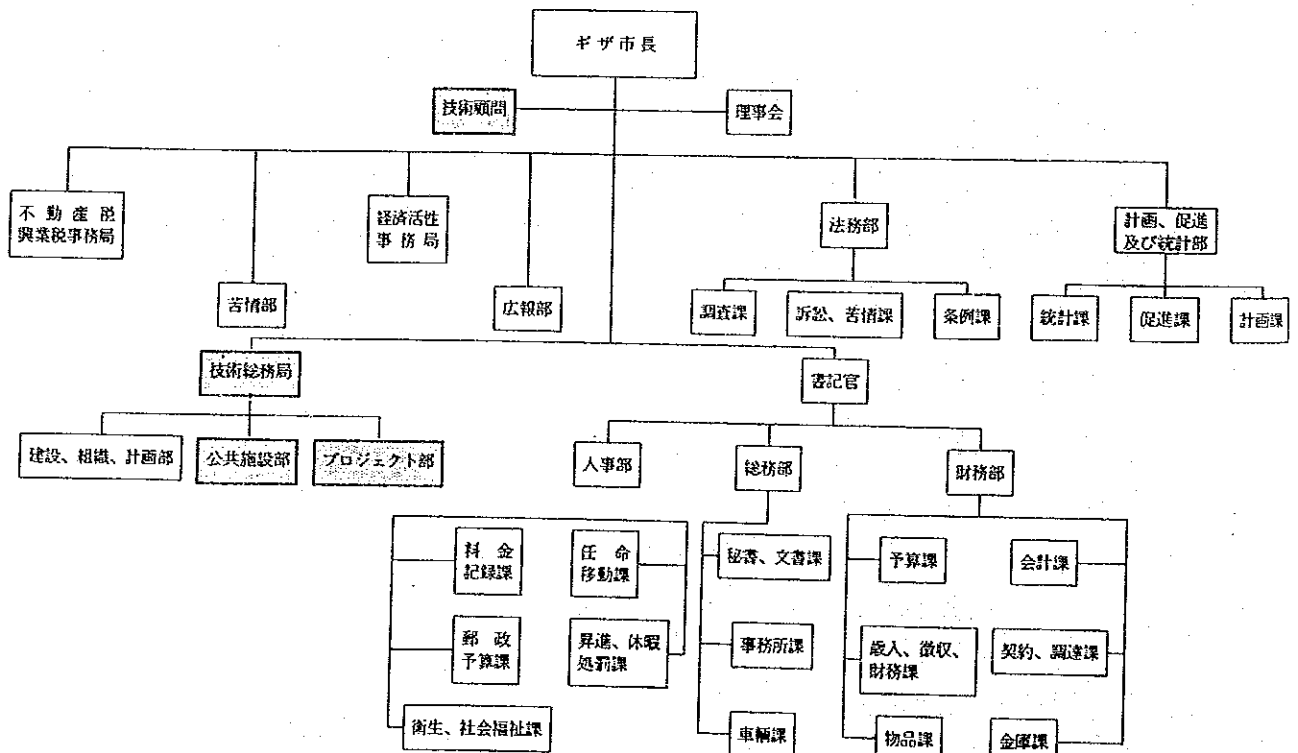 ギザ市長
技術顧問
理事会
不動産税
興業税事務局
経済活性
事務局
法務部
計画、促進
及び統計部
苦情部
広報部
調査課
訴訟、苦情課
条例課
統計課
促進課
計画課
技術総務局
書記官
建設、組織、計画部
公共施設部
プロジェクト部
人事部
総務部
財務部
料金
記録課
任命
移動課
秘書、文書課
予算課
会計課
郵政
予算課
昇進、休暇
処罰課
事務所課
歳入、徴収、
財務課
契約、調達課
衛生、社会福祉課
車輌課
物品課
金庫課